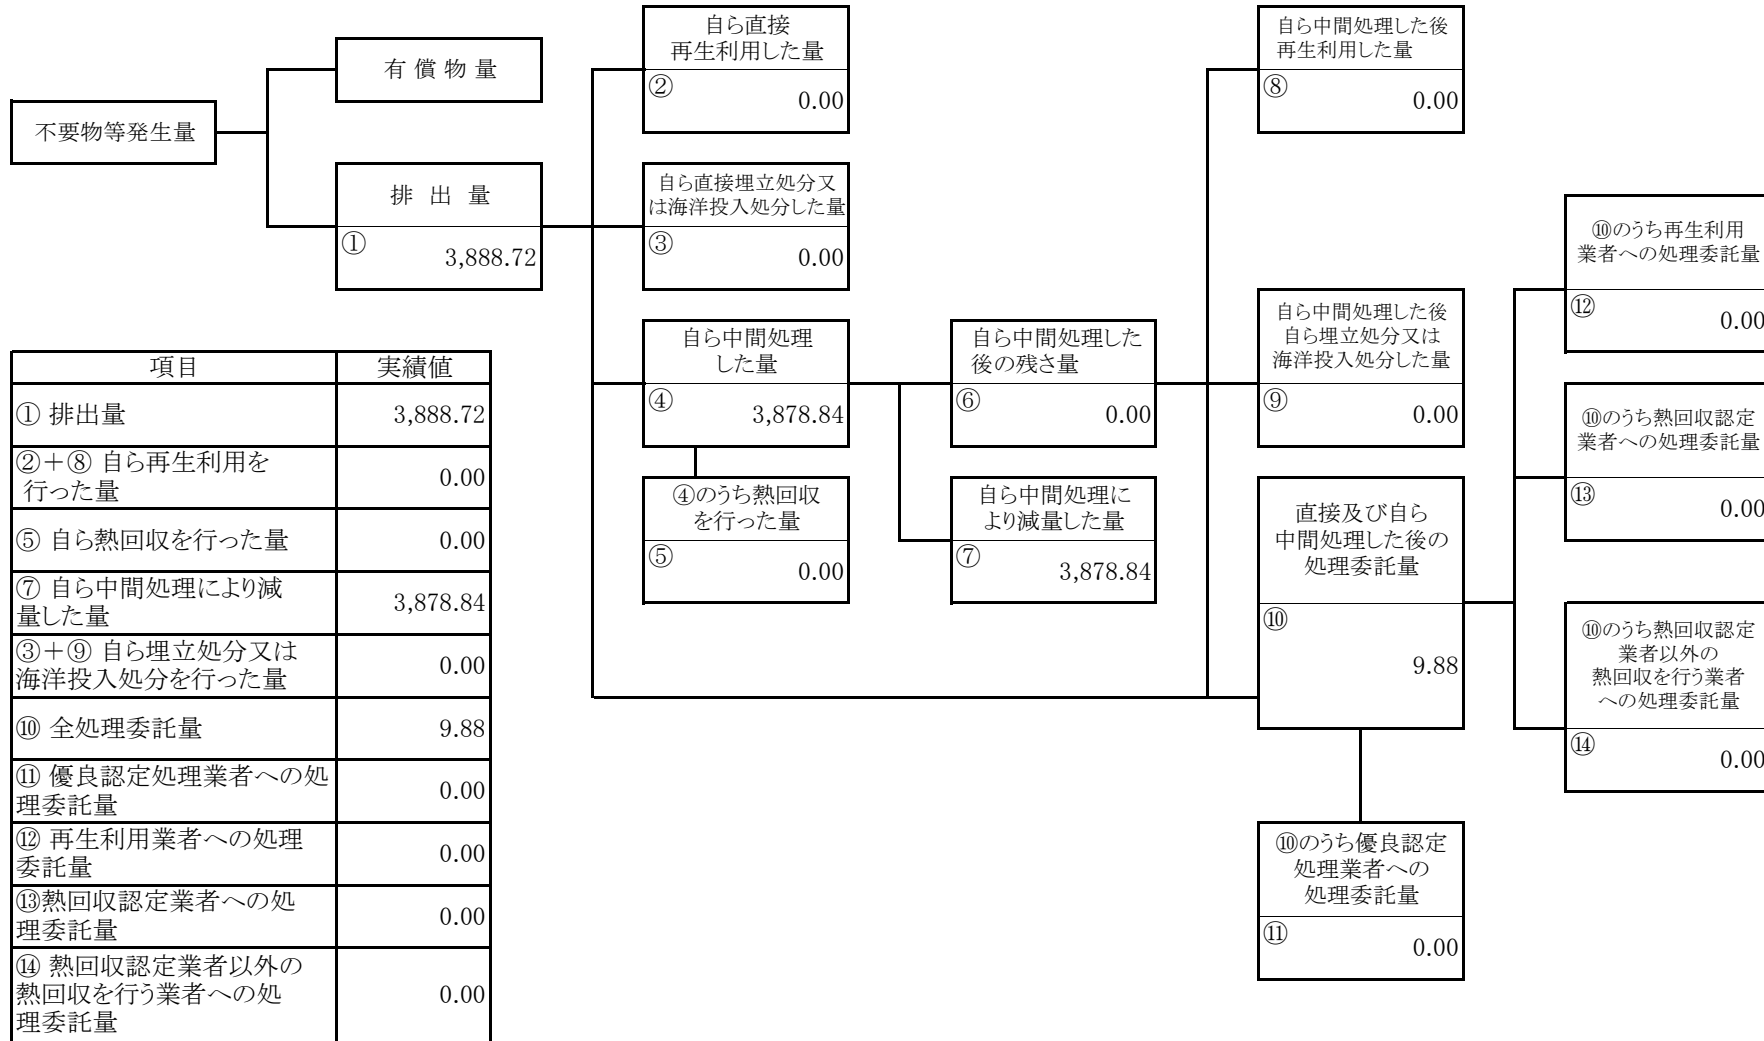 不要物等発生量
有 償 物 量
排 出 量
① 3,888.72
自ら直接
再生利用した量
② 0.00
自ら直接埋立処分又
は海洋投入処分した量
③ 0.00
自ら中間処理
した量
④ 3,878.84
④のうち熱回収
を行った量
⑤ 0.00
自ら中間処理した
後の残さ量
⑥ 0.00
自ら中間処理に
より減量した量
⑦ 3,878.84
自ら中間処理した後
再生利用した量
⑧ 0.00
自ら中間処理した後
自ら埋立処分又は
海洋投入処分した量
⑨ 0.00
直接及び自ら
中間処理した後の
処理委託量
⑩
9.88
⑩のうち優良認定
処理業者への
処理委託量
⑪ 0.00
⑩のうち再生利用
業者への処理委託量
⑫ 0.00
⑩のうち熱回収認定
業者への処理委託量
⑬ 0.00
⑩のうち熱回収認定
業者以外の
熱回収を行う業者
への処理委託量
⑭ 0.00
項目 実績値
① 排出量 3,888.72
②+⑧ 自ら再生利用を
行った量 0.00
⑤ 自ら熱回収を行った量 0.00
⑦ 自ら中間処理により減
量した量 3,878.84
③+⑨ 自ら埋立処分又は
海洋投入処分を行った量 0.00
⑩ 全処理委託量 9.88
⑪ 優良認定処理業者への処
理委託量 0.00
⑫ 再生利用業者への処理
委託量 0.00
⑬熱回収認定業者への処
理委託量 0.00
⑭ 熱回収認定業者以外の
熱回収を行う業者への処
理委託量 0.00